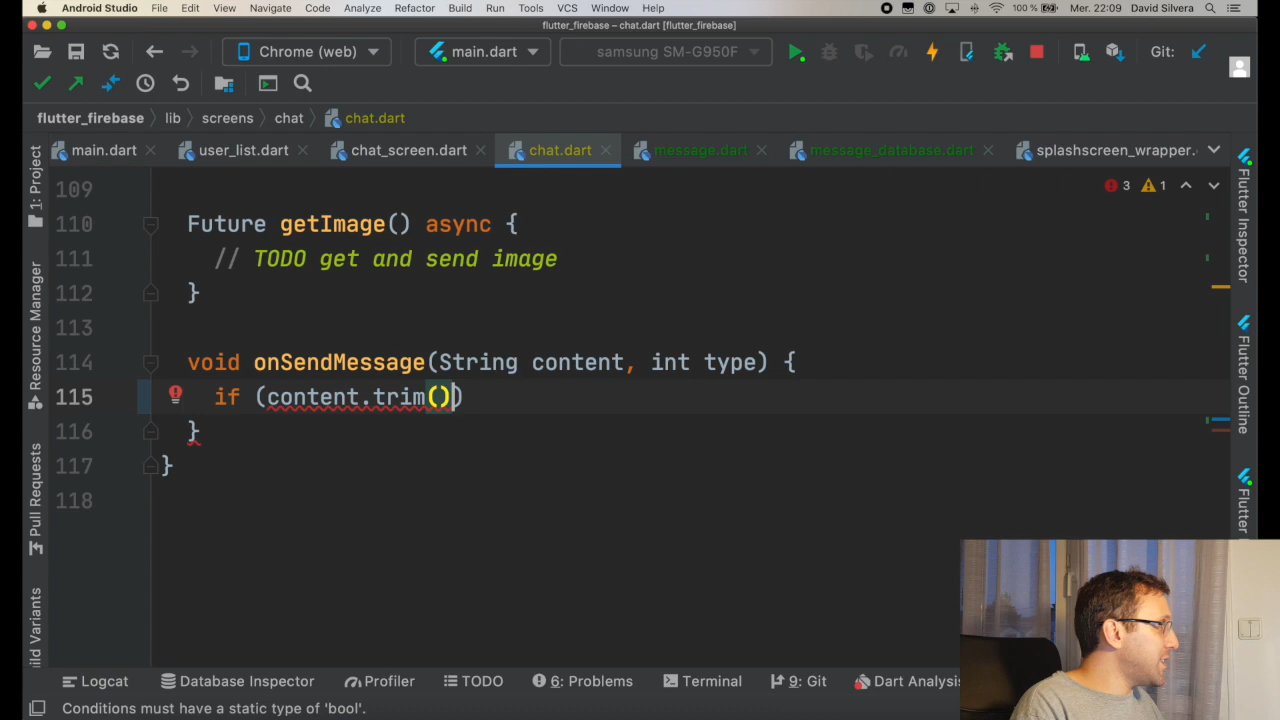 Android Studio File Edit View Navigate Code Analyze Refactor Build Run Tools VCS Window Help 100 % Mer. 22:09 David Silvera
flutter_firebase – chat.dart [flutter_firebase]
Chrome (web) main.dart samsung SM-G950F Git:
flutter_firebase lib screens chat chat.dart
main.dart user_list.dart chat_screen.dart chat.dart message.dart message_database.dart splashscreen_wrapper.
109
3 1
110 Future getImage() async {
111 // TODO get and send image
112 }
113
114 void onSendMessage(String content, int type) {
115 if (content.trim())
116 }
117 }
118
1: Project
Resource Manager
Pull Requests
ild Variants
Flutter Inspector
Flutter Outline
Flutter
Logcat Database Inspector Profiler TODO 6: Problems Terminal 9: Git Dart Analysis
Conditions must have a static type of 'bool'.